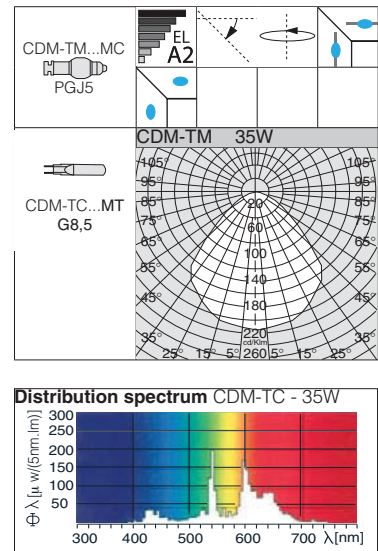 CDM-TM...MC
PGJ5
EL
A2
CDM-TC...MT
G8,5
CDM-TM 35W
105° 105°
95° 95°
85° 85°
75° 75°
65° 65°
55° 55°
45° 45°
35° 35°
25° 15° 5° 5° 15° 25°
20
60
100
140
180
220
cd/Klm
260
Distribution spectrum CDM-TC - 35W
Φ λ [µ w/(5nm.lm)]
300
250
200
150
100
50
300 400 500 600 700 λ[nm]